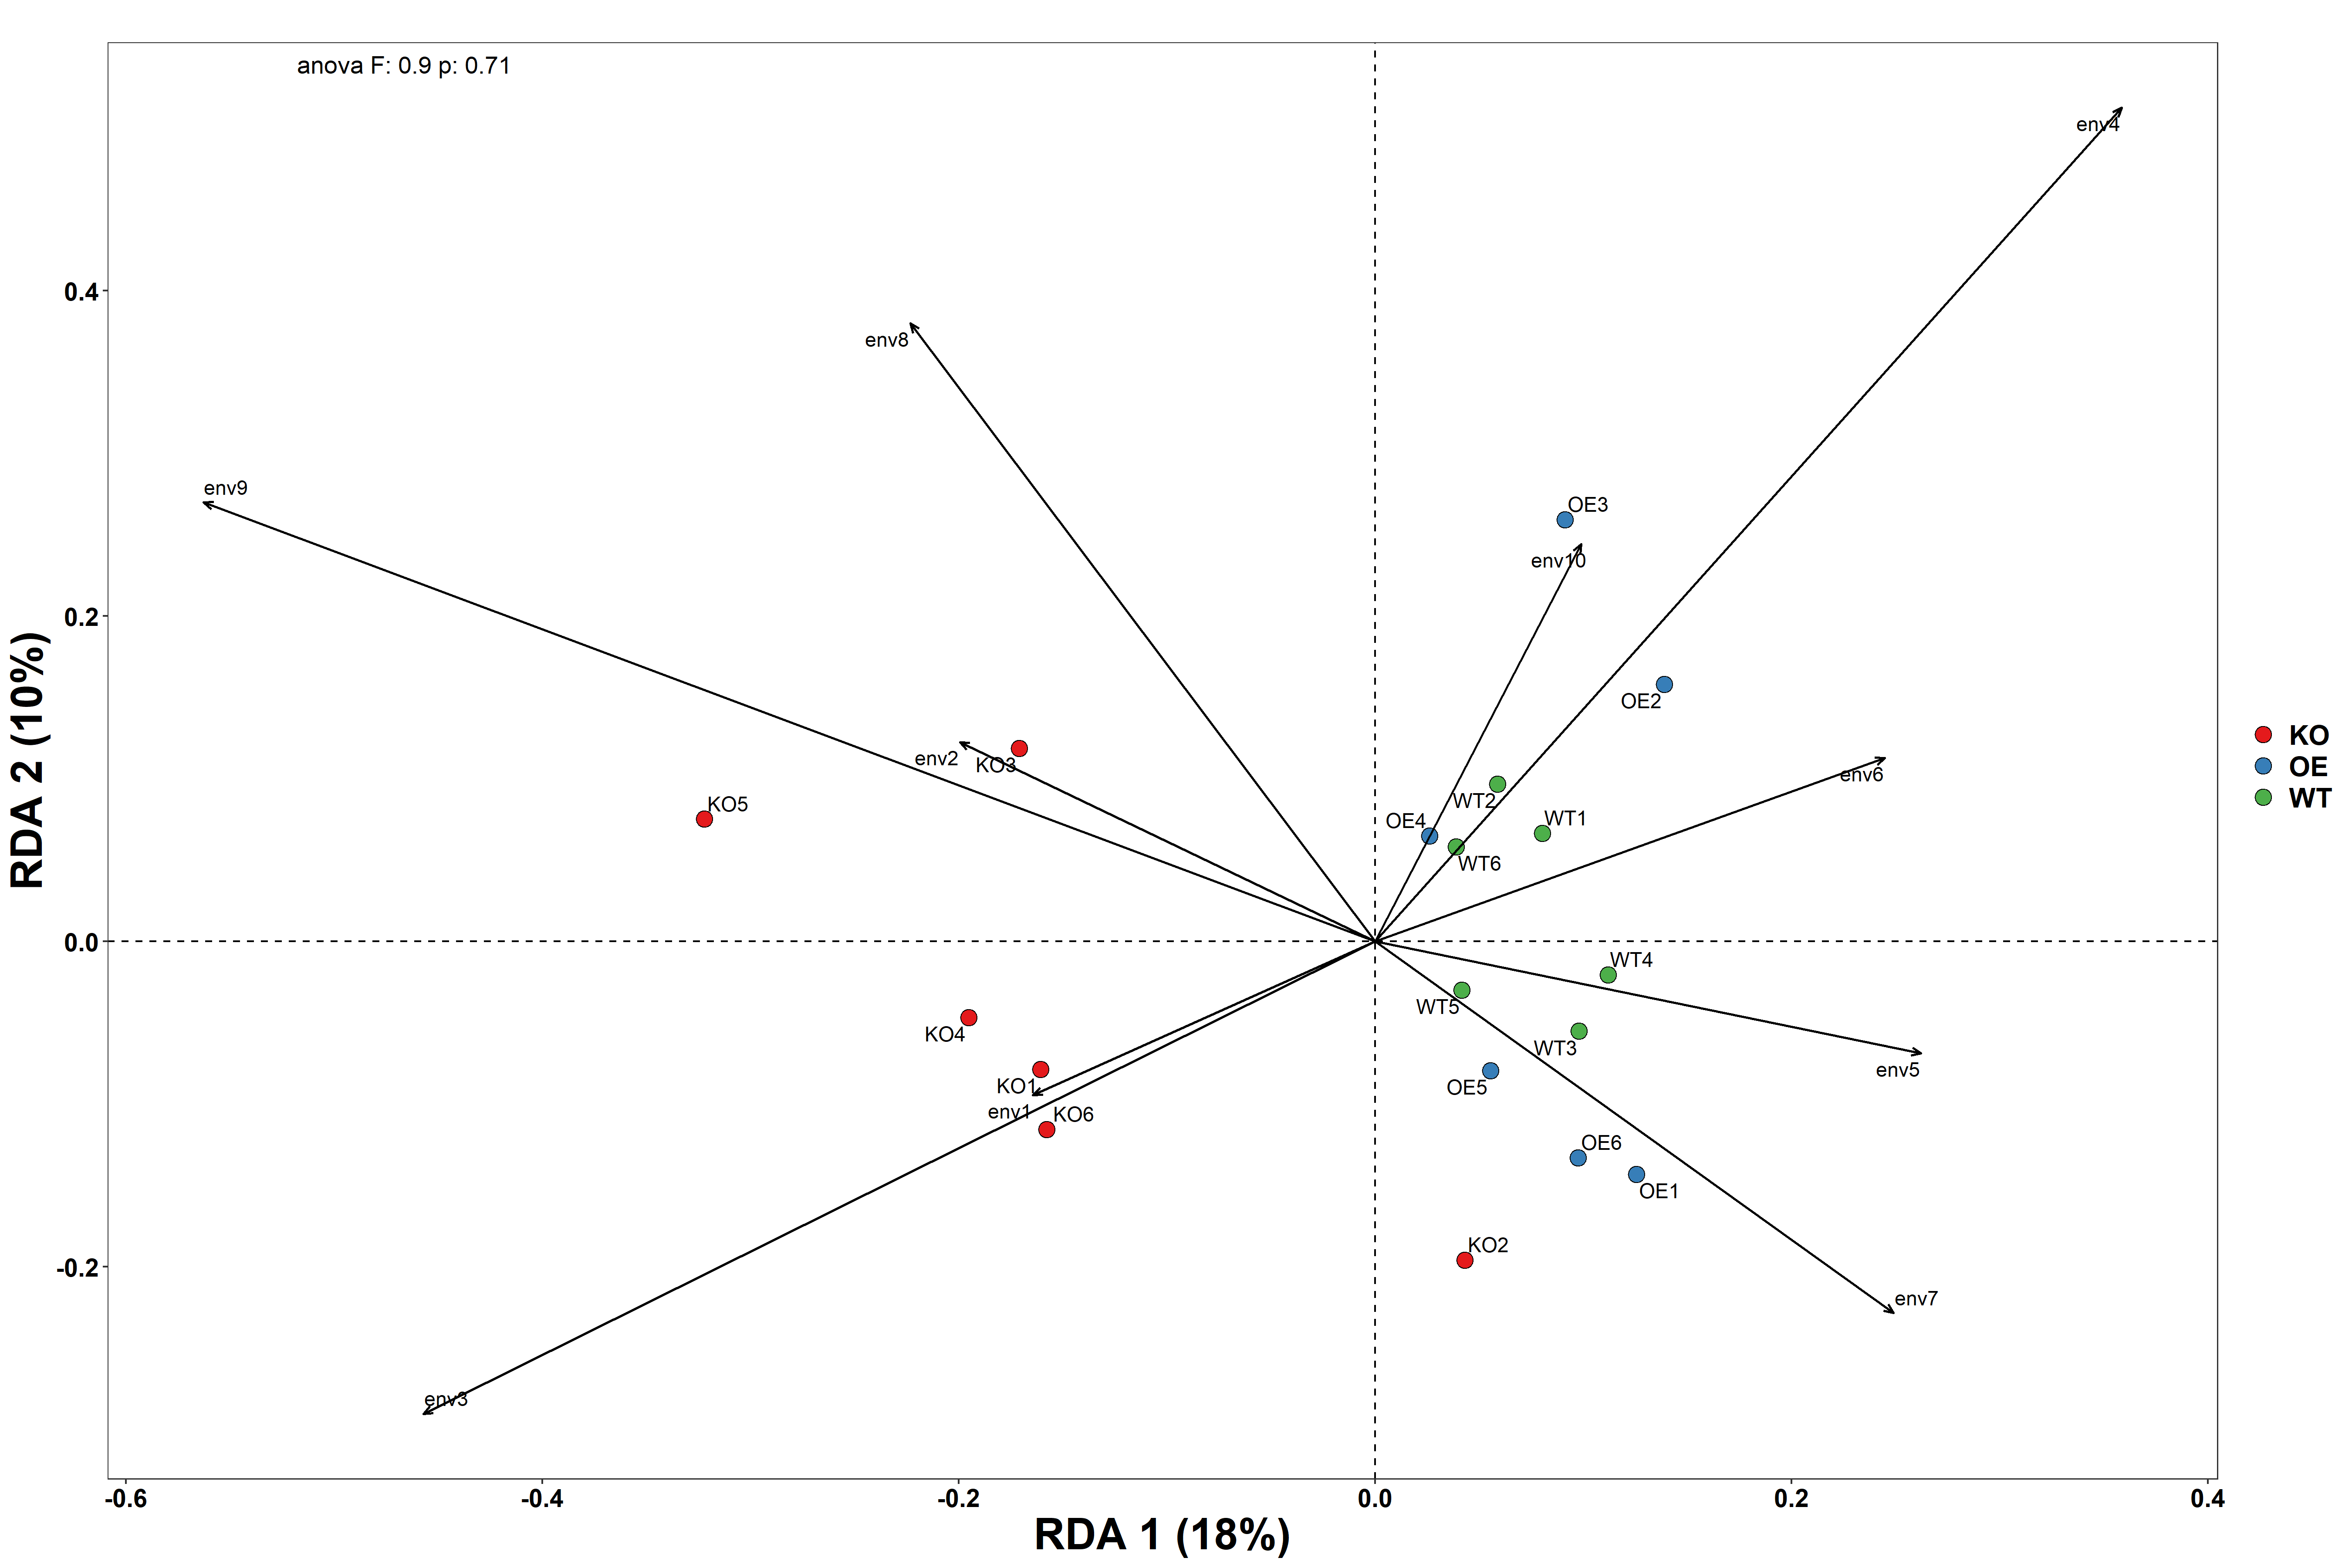 anova F: 0.9 p: 0.71
env4
0.4
env8
env9
OE3
env10
0.2
OE2
env2
KO3
env6
KO5
WT2
WT1
OE4
WT6
KO
OE
WT
RDA 2 (10%)
0.0
WT4
WT5
KO4
WT3
env5
KO1
OE5
env1
KO6
OE6
OE1
KO2
-0.2
env7
env3
-0.6
-0.4
-0.2
0.0
0.2
0.4
RDA 1 (18%)